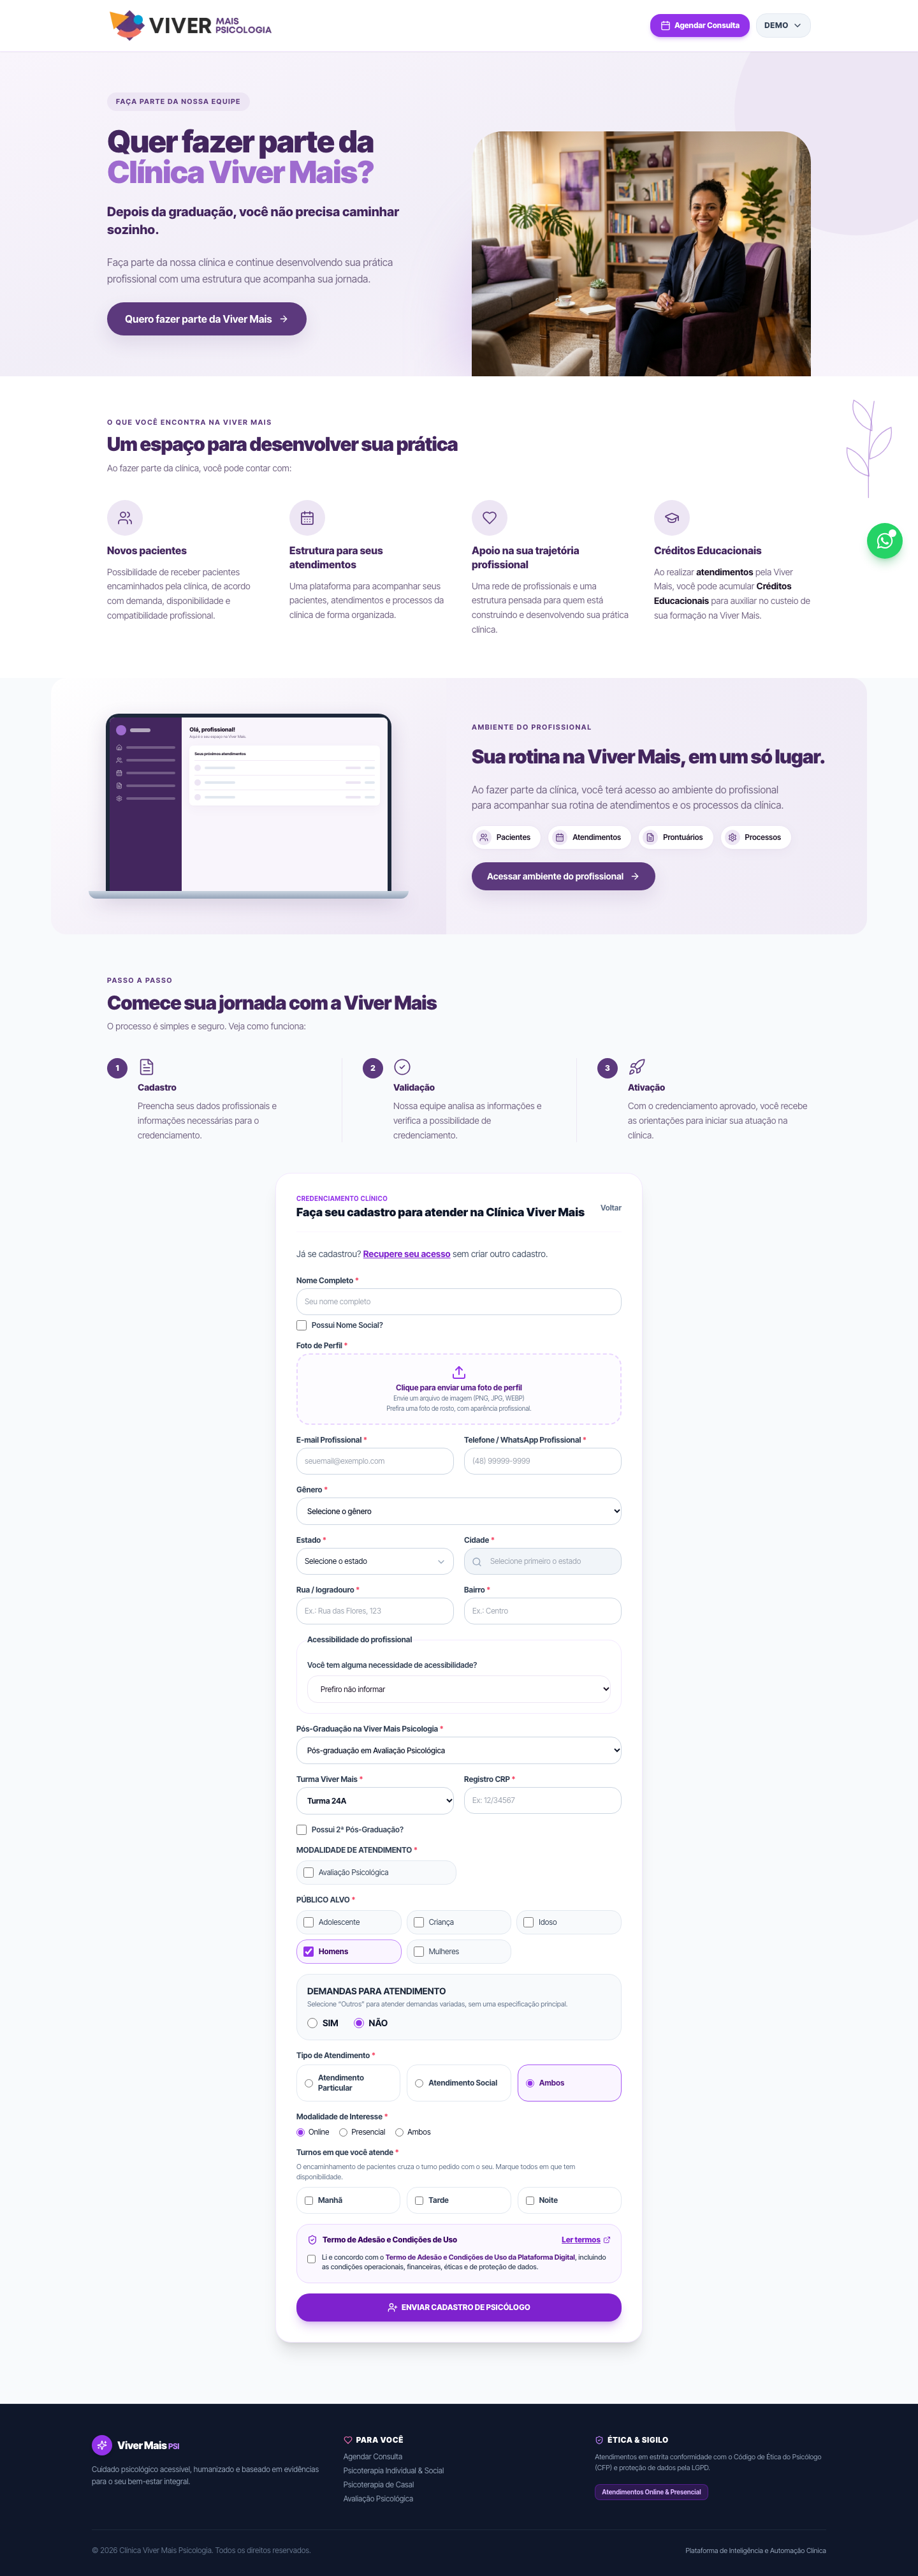 VIVER MAIS PSICOLOGIA
Agendar Consulta
DEMO
FAÇA PARTE DA NOSSA EQUIPE
Quer fazer parte da
Clínica Viver Mais?
Depois da graduação, você não precisa caminhar
sozinho.
Faça parte da nossa clínica e continue desenvolvendo sua prática
profissional com uma estrutura que acompanha sua jornada.
Quero fazer parte da Viver Mais
O QUE VOCÊ ENCONTRA NA VIVER MAIS
Um espaço para desenvolver sua prática
Ao fazer parte da clínica, você pode contar com:
Novos pacientes
Possibilidade de receber pacientes
encaminhados pela clínica, de acordo
com demanda, disponibilidade e
compatibilidade profissional.
Estrutura para seus
atendimentos
Uma plataforma para acompanhar seus
pacientes, atendimentos e processos da
clínica de forma organizada.
Apoio na sua trajetória
profissional
Uma rede de profissionais e uma
estrutura pensada para quem está
construindo e desenvolvendo sua prática
clínica.
Créditos Educacionais
Ao realizar atendimentos pela Viver
Mais, você pode acumular Créditos
Educacionais para auxiliar no custeio de
sua formação na Viver Mais.
Olá, profissional!
Aqui é o seu espaço na Viver Mais.
Seus próximos atendimentos
AMBIENTE DO PROFISSIONAL
Sua rotina na Viver Mais, em um só lugar.
Ao fazer parte da clínica, você terá acesso ao ambiente do profissional
para acompanhar sua rotina de atendimentos e os processos da clínica.
Pacientes
Atendimentos
Prontuários
Processos
Acessar ambiente do profissional
PASSO A PASSO
Comece sua jornada com a Viver Mais
O processo é simples e seguro. Veja como funciona:
1
Cadastro
Preencha seus dados profissionais e
informações necessárias para o
credenciamento.
2
Validação
Nossa equipe analisa as informações e
verifica a possibilidade de
credenciamento.
3
Ativação
Com o credenciamento aprovado, você recebe
as orientações para iniciar sua atuação na
clínica.
CREDENCIAMENTO CLÍNICO
Faça seu cadastro para atender na Clínica Viver Mais
Voltar
Já se cadastrou? Recupere seu acesso sem criar outro cadastro.
Nome Completo *
Seu nome completo
Possui Nome Social?
Foto de Perfil *
Clique para enviar uma foto de perfil
Envie um arquivo de imagem (PNG, JPG, WEBP)
Prefira uma foto de rosto, com aparência profissional.
E-mail Profissional *
seuemail@exemplo.com
Telefone / WhatsApp Profissional *
(48) 99999-9999
Gênero *
Selecione o gênero
Estado *
Selecione o estado
Cidade *
Selecione primeiro o estado
Rua / logradouro *
Ex.: Rua das Flores, 123
Bairro *
Ex.: Centro
Acessibilidade do profissional
Você tem alguma necessidade de acessibilidade?
Prefiro não informar
Pós-Graduação na Viver Mais Psicologia *
Pós-graduação em Avaliação Psicológica
Turma Viver Mais *
Turma 24A
Registro CRP *
Ex: 12/34567
Possui 2ª Pós-Graduação?
MODALIDADE DE ATENDIMENTO *
Avaliação Psicológica
PÚBLICO ALVO *
Adolescente
Criança
Idoso
Homens
Mulheres
DEMANDAS PARA ATENDIMENTO
Selecione "Outros" para atender demandas variadas, sem uma especificação principal.
SIM
NÃO
Tipo de Atendimento *
Atendimento
Particular
Atendimento Social
Ambos
Modalidade de Interesse *
Online
Presencial
Ambos
Turnos em que você atende *
O encaminhamento de pacientes cruza o turno pedido com o seu. Marque todos em que tem
disponibilidade.
Manhã
Tarde
Noite
Termo de Adesão e Condições de Uso
Ler termos
Li e concordo com o Termo de Adesão e Condições de Uso da Plataforma Digital, incluindo
as condições operacionais, financeiras, éticas e de proteção de dados.
ENVIAR CADASTRO DE PSICÓLOGO
Viver Mais PSI
Cuidado psicológico acessível, humanizado e baseado em evidências
para o seu bem-estar integral.
PARA VOCÊ
Agendar Consulta
Psicoterapia Individual & Social
Psicoterapia de Casal
Avaliação Psicológica
ÉTICA & SIGILO
Atendimentos em estrita conformidade com o Código de Ética do Psicólogo
(CFP) e proteção de dados pela LGPD.
Atendimentos Online & Presencial
© 2026 Clínica Viver Mais Psicologia. Todos os direitos reservados.
Plataforma de Inteligência e Automação Clínica